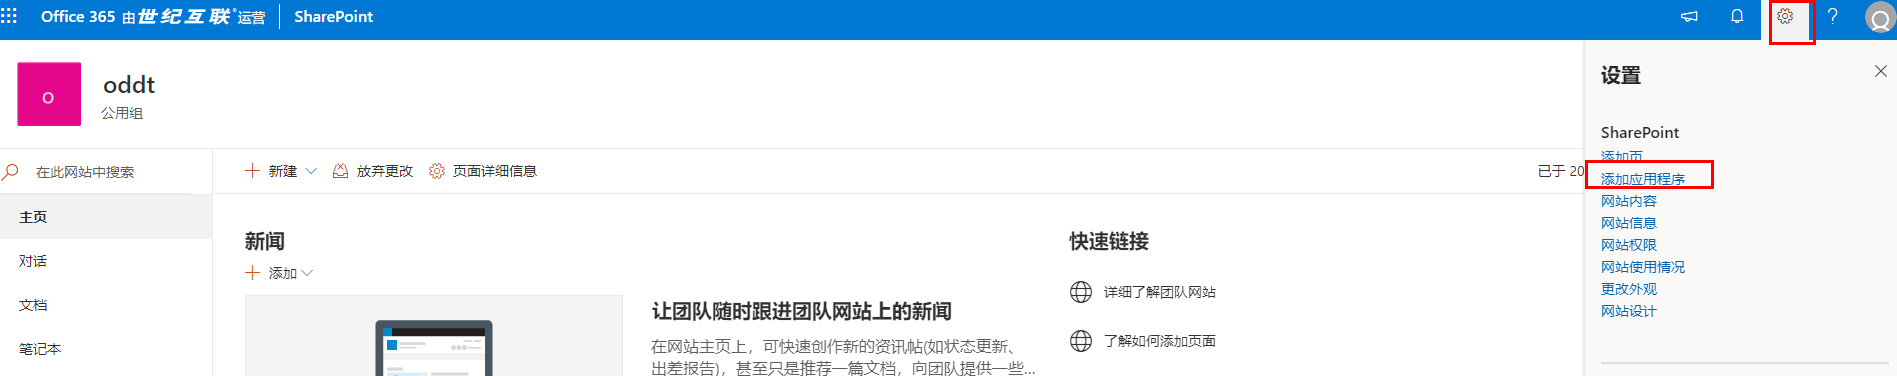 Office 365 由世纪互联®运营 SharePoint
oddt
公用组
o
在此网站中搜索
新建
放弃更改
页面详细信息
已于 20
主页
对话
文档
笔记本
新闻
添加
让团队随时跟进团队网站上的新闻
在网站主页上，可快速创作新的资讯帖(如状态更新、
出差报告)，甚至只是推荐一篇文档，向团队提供一些...
快速链接
详细了解团队网站
了解如何添加页面
设置
SharePoint
添加页
添加应用程序
网站内容
网站信息
网站权限
网站使用情况
更改外观
网站设计